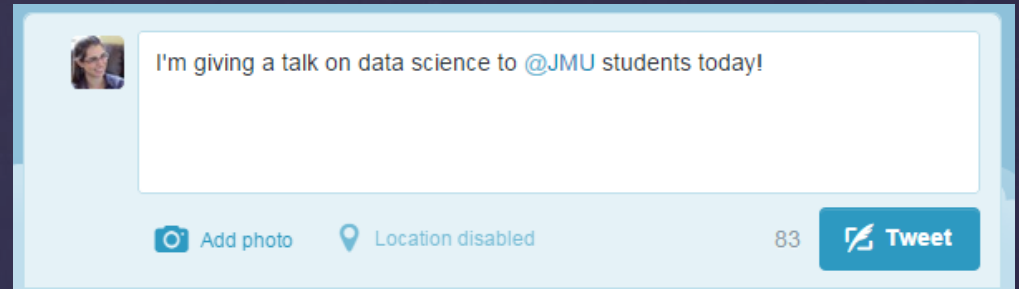 I'm giving a talk on data science to @JMU students today!
Add photo Location disabled 83 Tweet